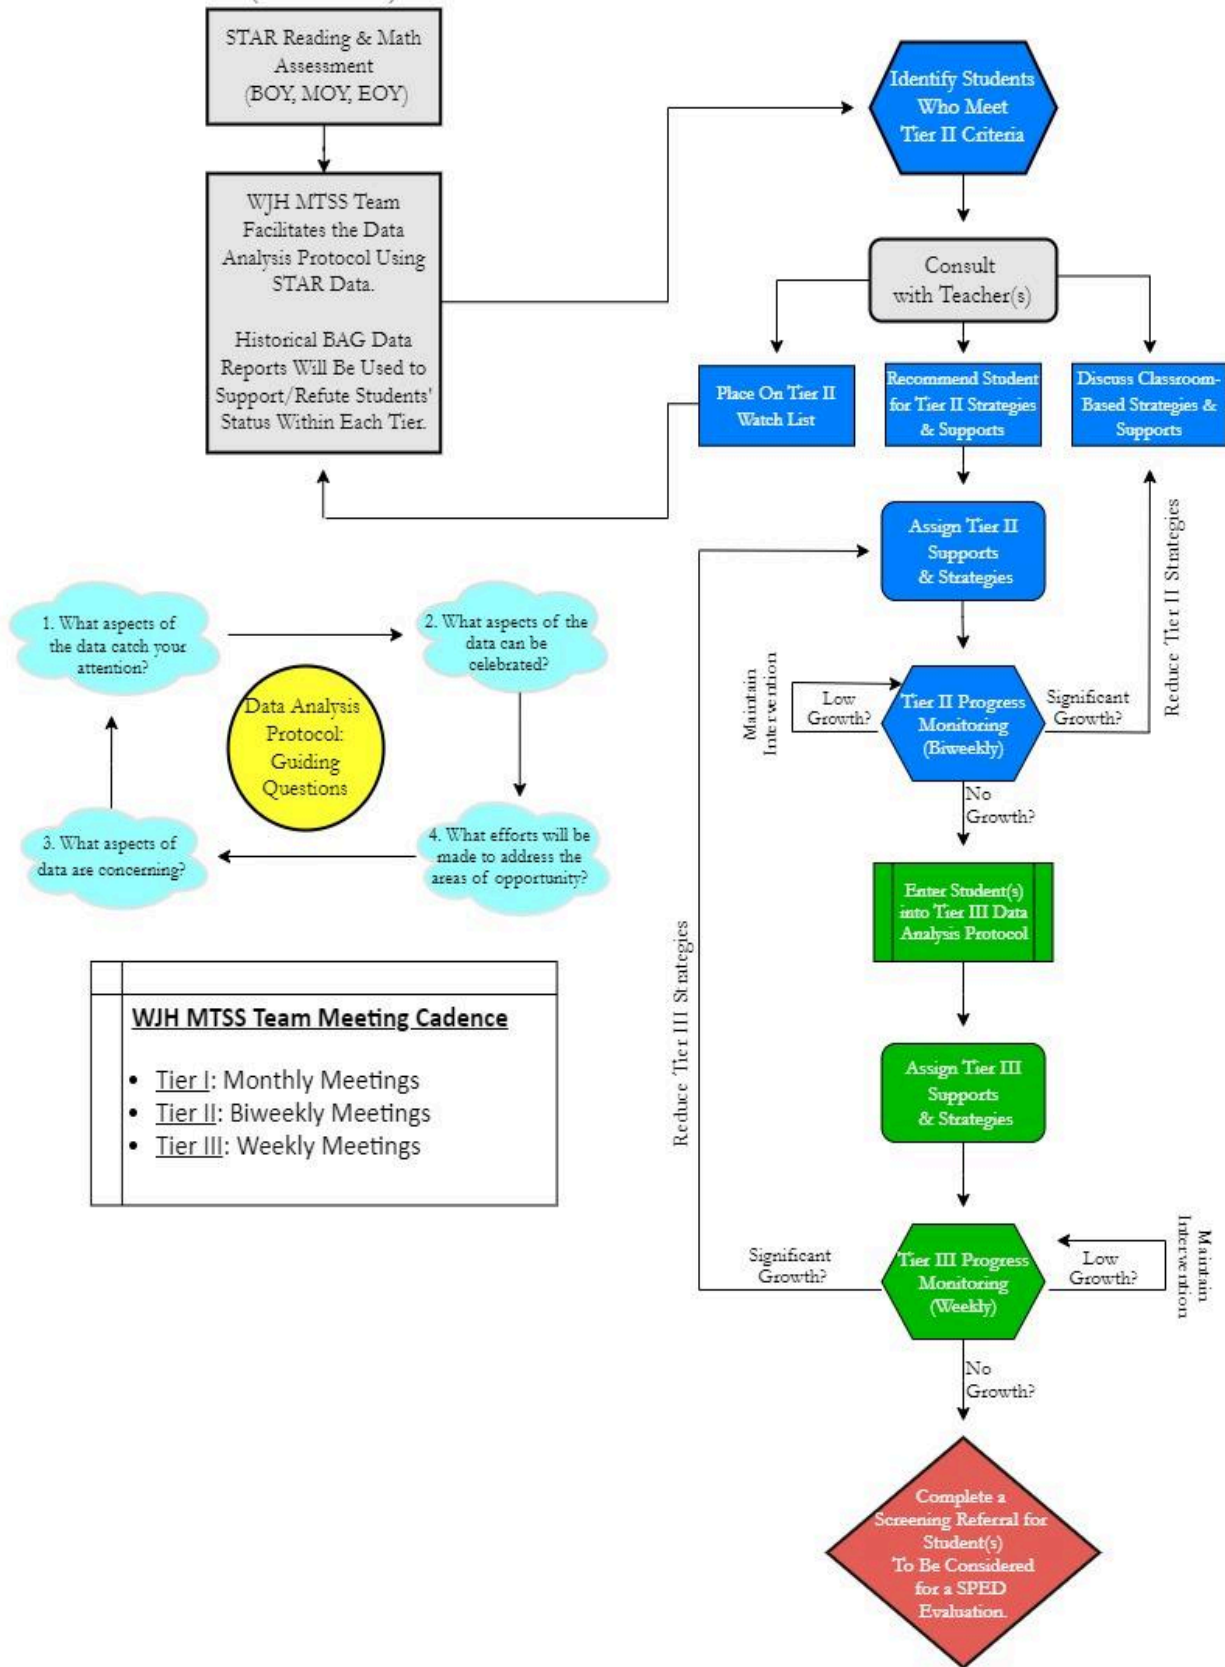 STAR Reading & Math
Assessment
(BOY, MOY, EOY)
WJH MTSS Team
Facilitates the Data
Analysis Protocol Using
STAR Data.
Historical BAG Data
Reports Will Be Used to
Support/Refute Students'
Status Within Each Tier.
Identify Students
Who Meet
Tier II Criteria
Consult
with Teacher(s)
Place On Tier II
Watch List
Recommend Student
for Tier II Strategies
& Supports
Discuss Classroom-
Based Strategies &
Supports
Assign Tier II
Supports
& Strategies
Reduce Tier II Strategies
Maintain
Intervention
Low
Growth?
Tier II Progress
Monitoring
(Biweekly)
Significant
Growth?
No
Growth?
1. What aspects of
the data catch your
attention?
2. What aspects of the
data can be
celebrated?
Data Analysis
Protocol:
Guiding
Questions
3. What aspects of
data are concerning?
4. What efforts will be
made to address the
areas of opportunity?
Enter Student(s)
into Tier III Data
Analysis Protocol
Reduce Tier III Strategies
WJH MTSS Team Meeting Cadence
• Tier I: Monthly Meetings
• Tier II: Biweekly Meetings
• Tier III: Weekly Meetings
Assign Tier III
Supports
& Strategies
Significant
Growth?
Tier III Progress
Monitoring
(Weekly)
Low
Growth?
Maintain
Intervention
No
Growth?
Complete a
Screening Referral for
Student(s)
To Be Considered
for a SPED
Evaluation.